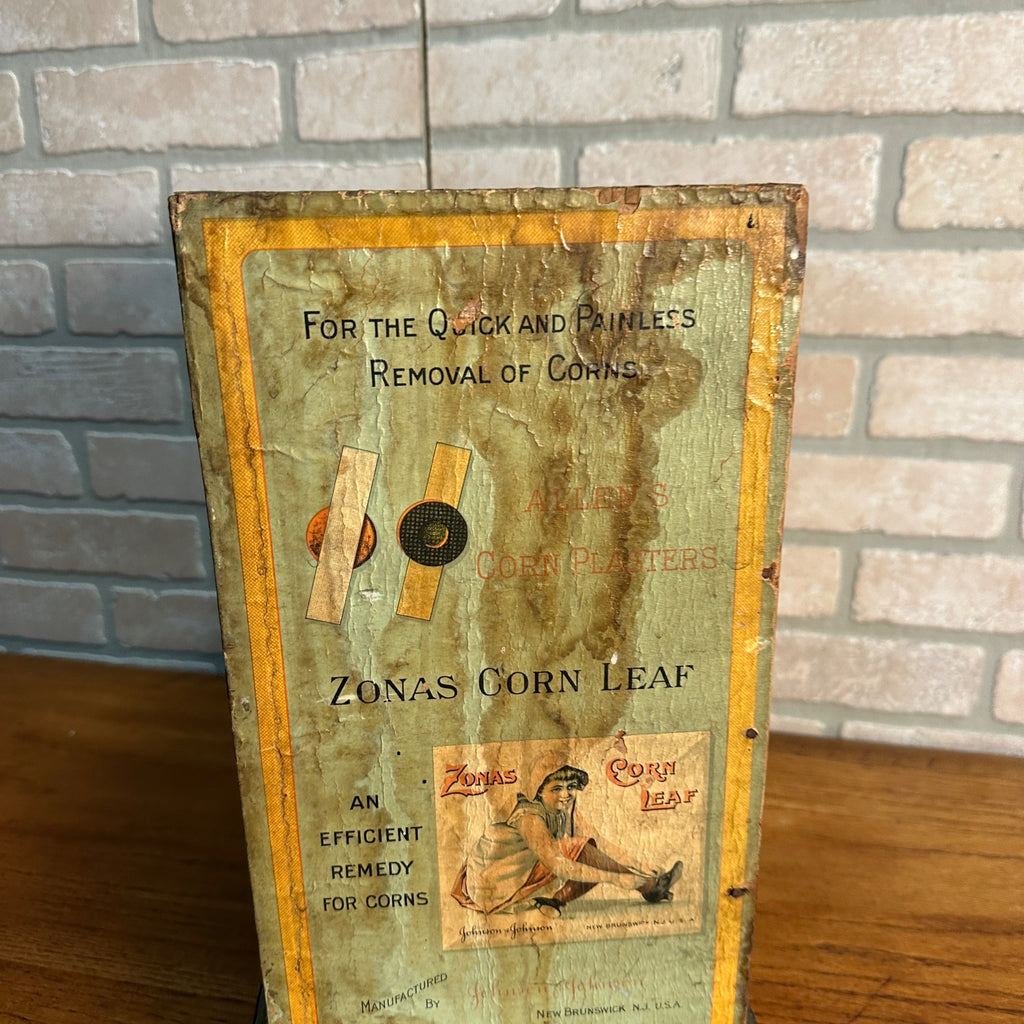 FOR THE QUICK AND PAINLESS
REMOVAL OF CORNS
ALLEN'S
CORN PLASTERS
ZONAS CORN LEAF
AN
EFFICIENT
REMEDY
FOR CORNS
ZONAS
CORN
LEAF
Johnson & Johnson
NEW BRUNSWICK N.J. U.S.A.
MANUFACTURED
BY
Johnson & Johnson
NEW BRUNSWICK N.J. U.S.A.